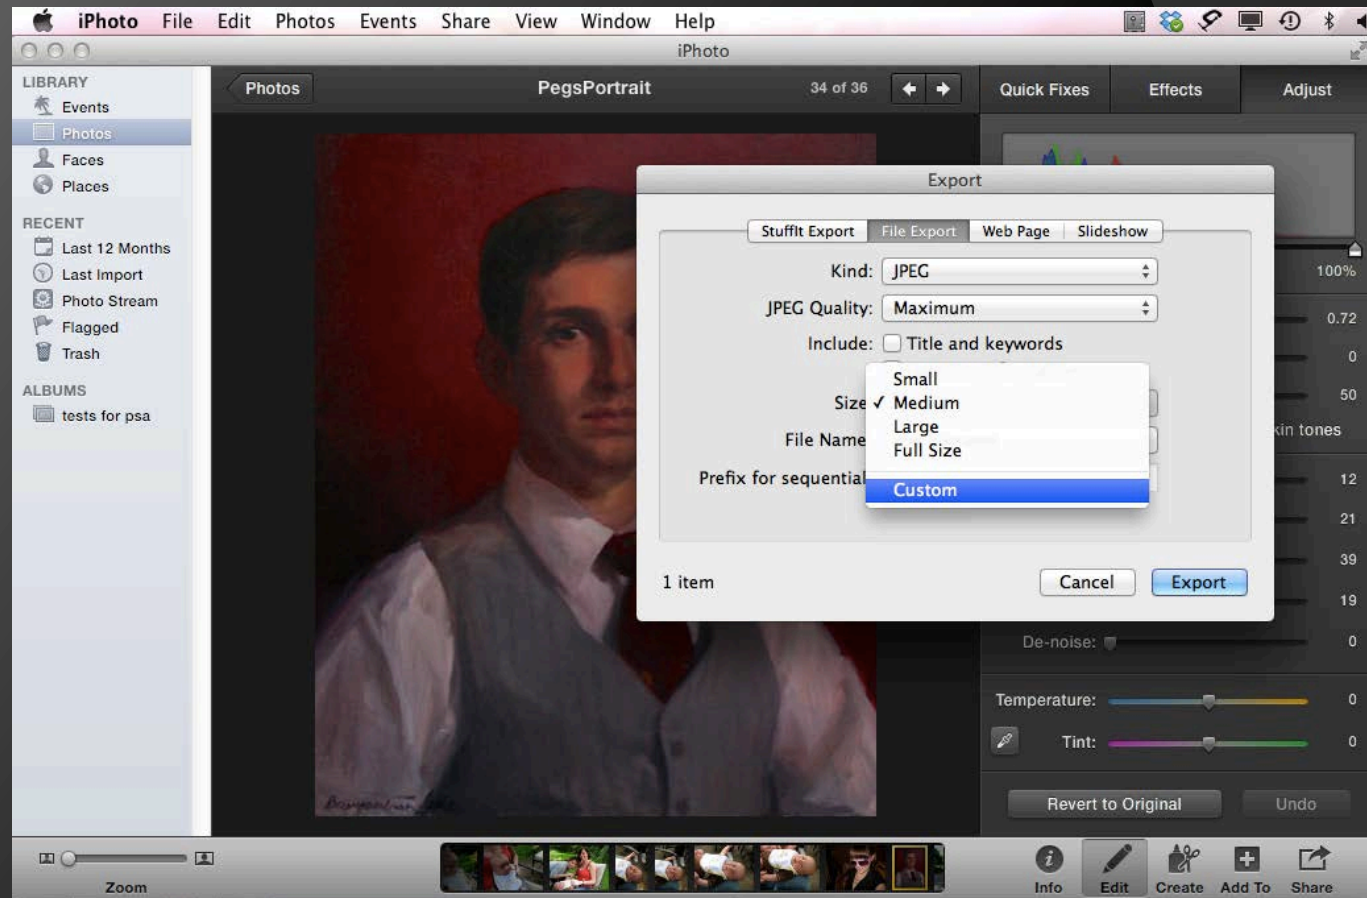 iPhoto File Edit Photos Events Share View Window Help
iPhoto
LIBRARY
Events
Photos
Faces
Places
RECENT
Last 12 Months
Last Import
Photo Stream
Flagged
Trash
ALBUMS
tests for psa
Photos PegsPortrait 34 of 36
Quick Fixes Effects Adjust
Export
StuffIt Export File Export Web Page Slideshow
Kind: JPEG
JPEG Quality: Maximum
Include: Title and keywords
Size
Small
✓ Medium
Large
Full Size
Custom
File Name
Prefix for sequential
1 item
Cancel Export
100%
0.72
0
50
kin tones
12
21
39
19
De-noise: 0
Temperature: 0
Tint: 0
Revert to Original Undo
Zoom
Info Edit Create Add To Share